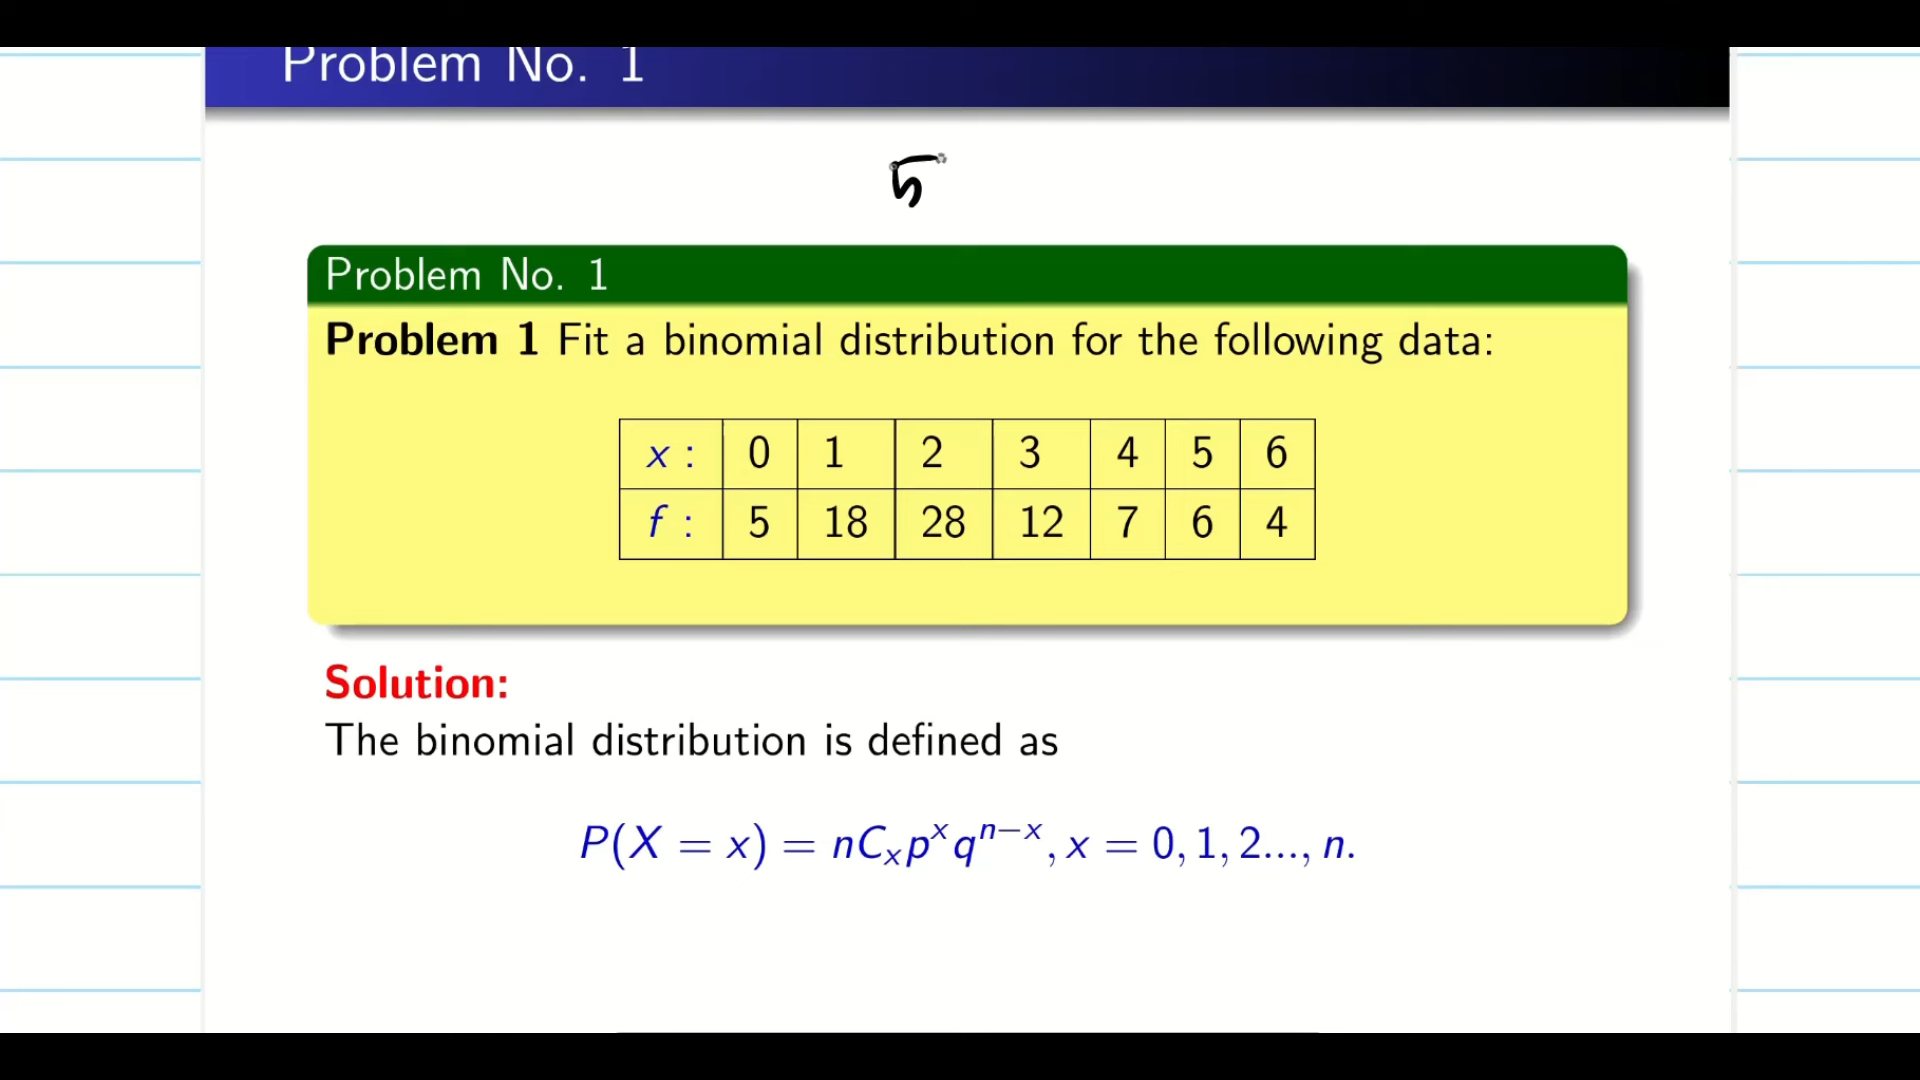 Problem No. 1
5
Problem No. 1
Problem 1 Fit a binomial distribution for the following data:
x : 0 1 2 3 4 5 6
f : 5 18 28 12 7 6 4
Solution:
The binomial distribution is defined as
P(X = x) = nCₓpˣqⁿ⁻ˣ, x = 0, 1, 2..., n.